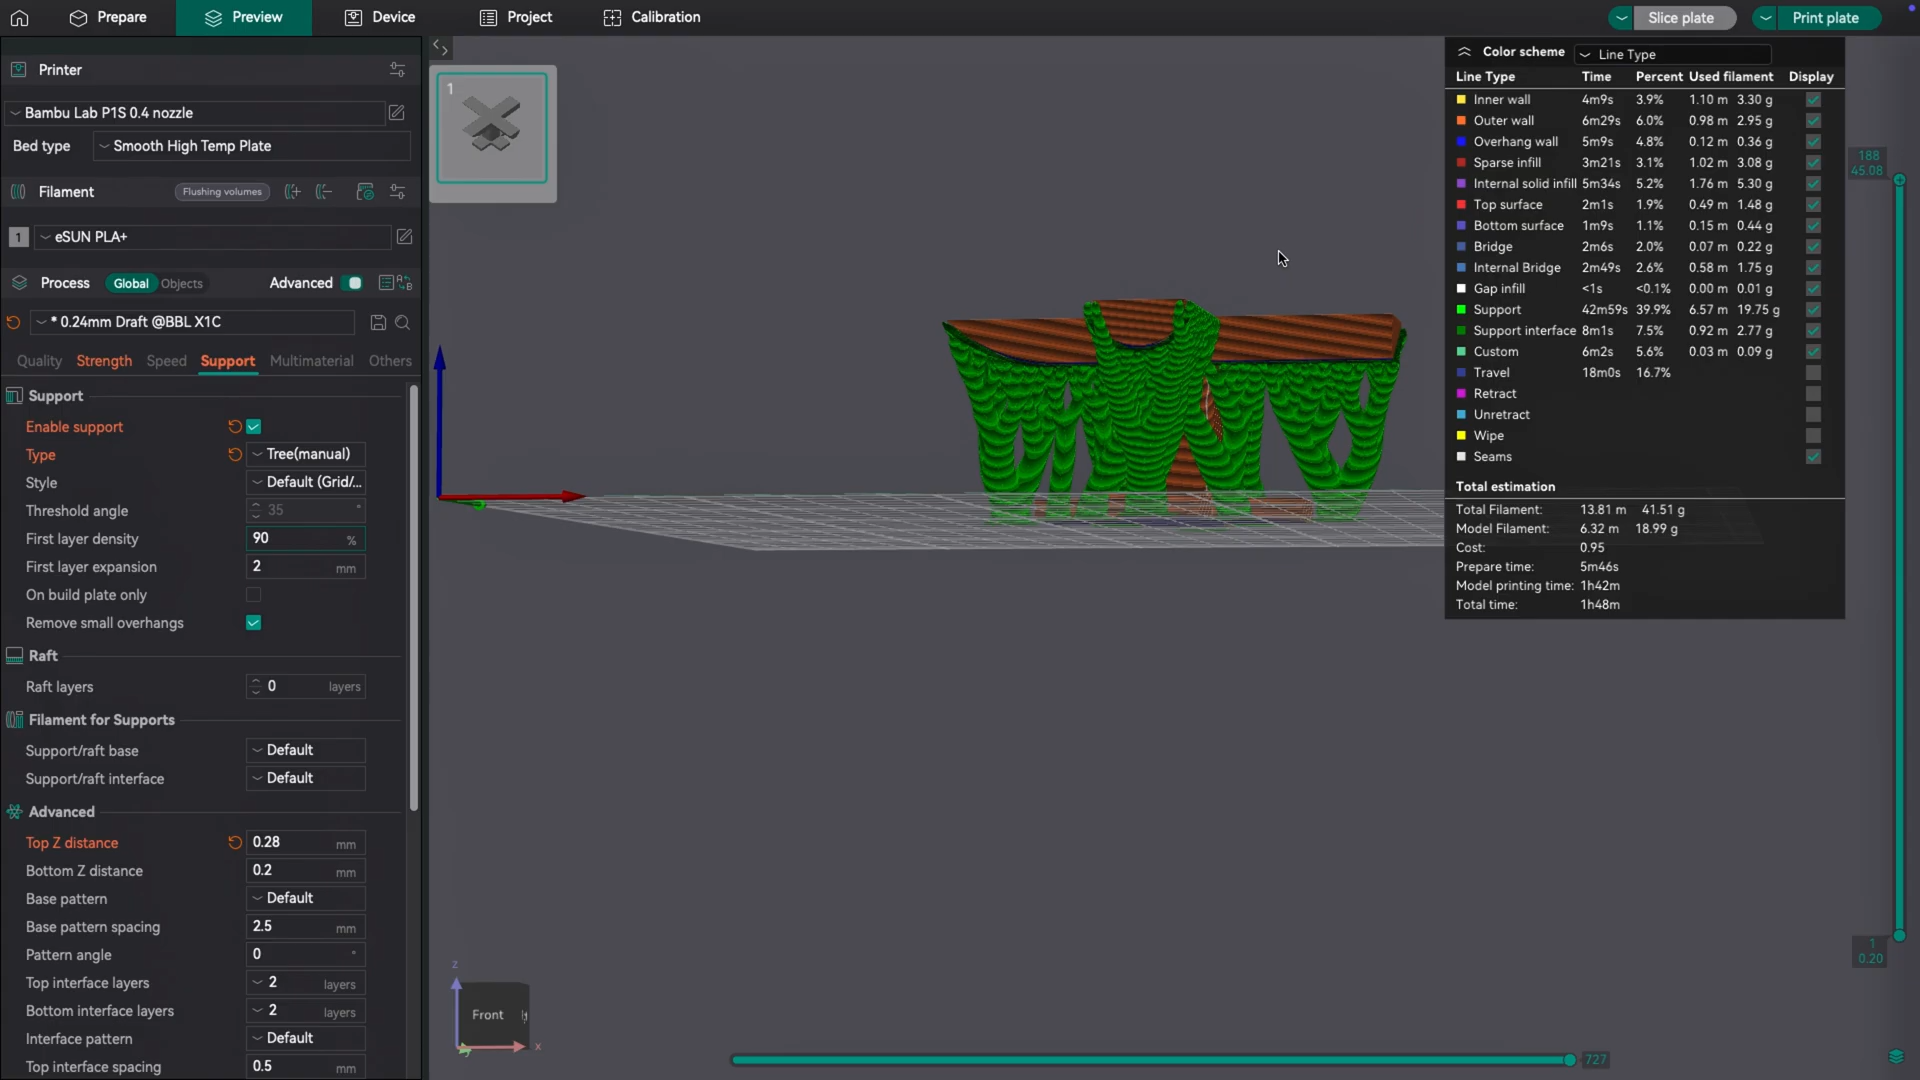 Prepare
Preview
Device
Project
Calibration
Slice plate
Print plate
Printer
Bambu Lab P1S 0.4 nozzle
Bed type
Smooth High Temp Plate
Filament
Flushing volumes
1
eSUN PLA+
Process
Global
Objects
Advanced
* 0.24mm Draft @BBL X1C
Quality
Strength
Speed
Support
Multimaterial
Others
Support
Enable support
Type
Tree(manual)
Style
Default (Grid/...
Threshold angle
35 °
First layer density
90 %
First layer expansion
2 mm
On build plate only
Remove small overhangs
Raft
Raft layers
0 layers
Filament for Supports
Support/raft base
Default
Support/raft interface
Default
Advanced
Top Z distance
0.28 mm
Bottom Z distance
0.2 mm
Base pattern
Default
Base pattern spacing
2.5 mm
Pattern angle
0 °
Top interface layers
2 layers
Bottom interface layers
2 layers
Interface pattern
Default
Top interface spacing
0.5 mm
1
Color scheme
Line Type
Line Type Time Percent Used filament Display
Inner wall 4m9s 3.9% 1.10 m 3.30 g
Outer wall 6m29s 6.0% 0.98 m 2.95 g
Overhang wall 5m9s 4.8% 0.12 m 0.36 g
Sparse infill 3m21s 3.1% 1.02 m 3.08 g
Internal solid infill 5m34s 5.2% 1.76 m 5.30 g
Top surface 2m1s 1.9% 0.49 m 1.48 g
Bottom surface 1m9s 1.1% 0.15 m 0.44 g
Bridge 2m6s 2.0% 0.07 m 0.22 g
Internal Bridge 2m49s 2.6% 0.58 m 1.75 g
Gap infill <1s <0.1% 0.00 m 0.01 g
Support 42m59s 39.9% 6.57 m 19.75 g
Support interface 8m1s 7.5% 0.92 m 2.77 g
Custom 6m2s 5.6% 0.03 m 0.09 g
Travel 18m0s 16.7%
Retract
Unretract
Wipe
Seams
Total estimation
Total Filament: 13.81 m 41.51 g
Model Filament: 6.32 m 18.99 g
Cost: 0.95
Prepare time: 5m46s
Model printing time: 1h42m
Total time: 1h48m
188
45.08
1
0.20
z
Front
y
x
727